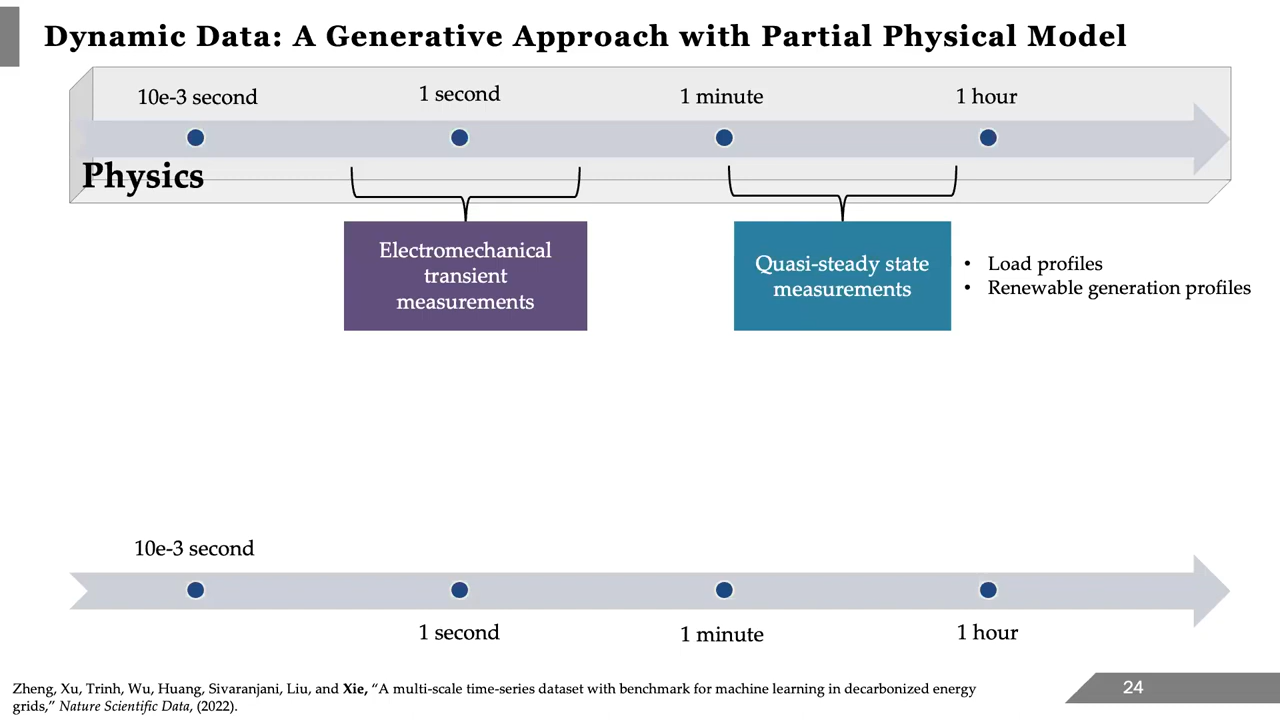 Dynamic Data: A Generative Approach with Partial Physical Model
10e-3 second
1 second
1 minute
1 hour
Physics
Electromechanical
transient
measurements
Quasi-steady state
measurements
• Load profiles
• Renewable generation profiles
10e-3 second
1 second
1 minute
1 hour
Zheng, Xu, Trinh, Wu, Huang, Sivaranjani, Liu, and Xie, “A multi-scale time-series dataset with benchmark for machine learning in decarbonized energy
grids,” Nature Scientific Data, (2022).
24